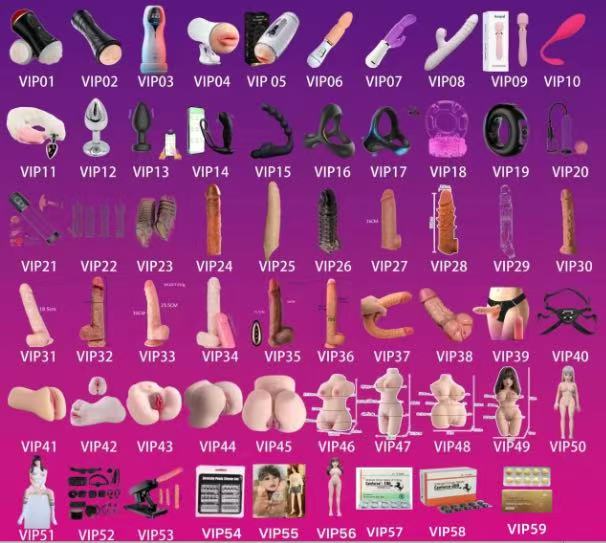 VIP01 VIP02 VIP03 VIP04 VIP 05 VIP06 VIP07 VIP08 VIP09 VIP10
VIP11 VIP12 VIP13 VIP14 VIP15 VIP16 VIP17 VIP18 VIP19 VIP20
VIP21 VIP22 VIP23 VIP24 VIP25 VIP26 VIP27 VIP28 VIP29 VIP30
VIP31 VIP32 VIP33 VIP34 VIP35 VIP36 VIP37 VIP38 VIP39 VIP40
VIP41 VIP42 VIP43 VIP44 VIP45 VIP46 VIP47 VIP48 VIP49 VIP50
VIP51 VIP52 VIP53 VIP54 VIP55 VIP56 VIP57 VIP58 VIP59